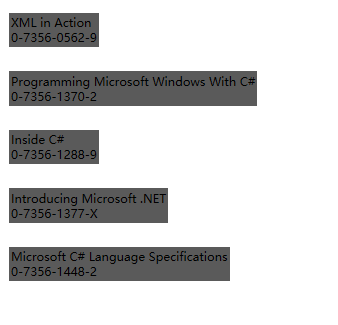 XML in Action
0-7356-0562-9
Programming Microsoft Windows With C#
0-7356-1370-2
Inside C#
0-7356-1288-9
Introducing Microsoft .NET
0-7356-1377-X
Microsoft C# Language Specifications
0-7356-1448-2